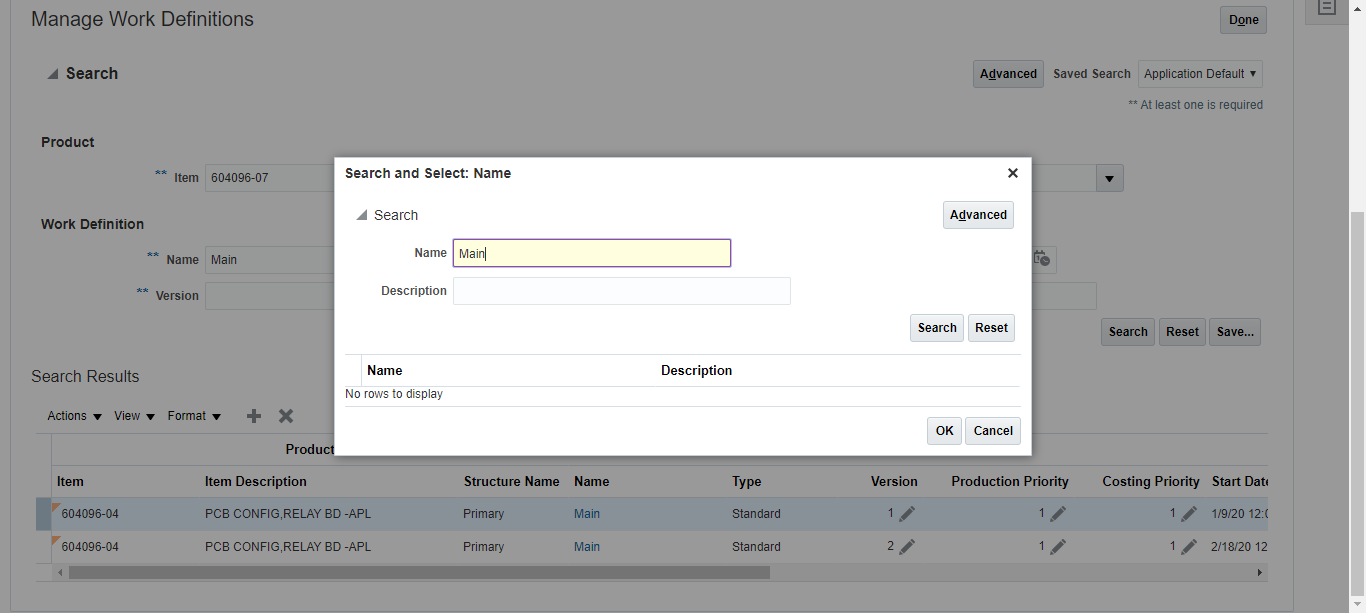 Manage Work Definitions
Done
Search
Advanced Saved Search Application Default
** At least one is required
Product
** Item 604096-07
Work Definition
** Name Main
** Version
Search Reset Save...
Search and Select: Name
Search
Advanced
Name Main
Description
Search Reset
Name Description
No rows to display
OK Cancel
Search Results
Actions View Format
Product
Item Item Description Structure Name Name Type Version Production Priority Costing Priority Start Date
604096-04 PCB CONFIG,RELAY BD -APL Primary Main Standard 1 1 1 1/9/20 12:0
604096-04 PCB CONFIG,RELAY BD -APL Primary Main Standard 2 1 1 2/18/20 12